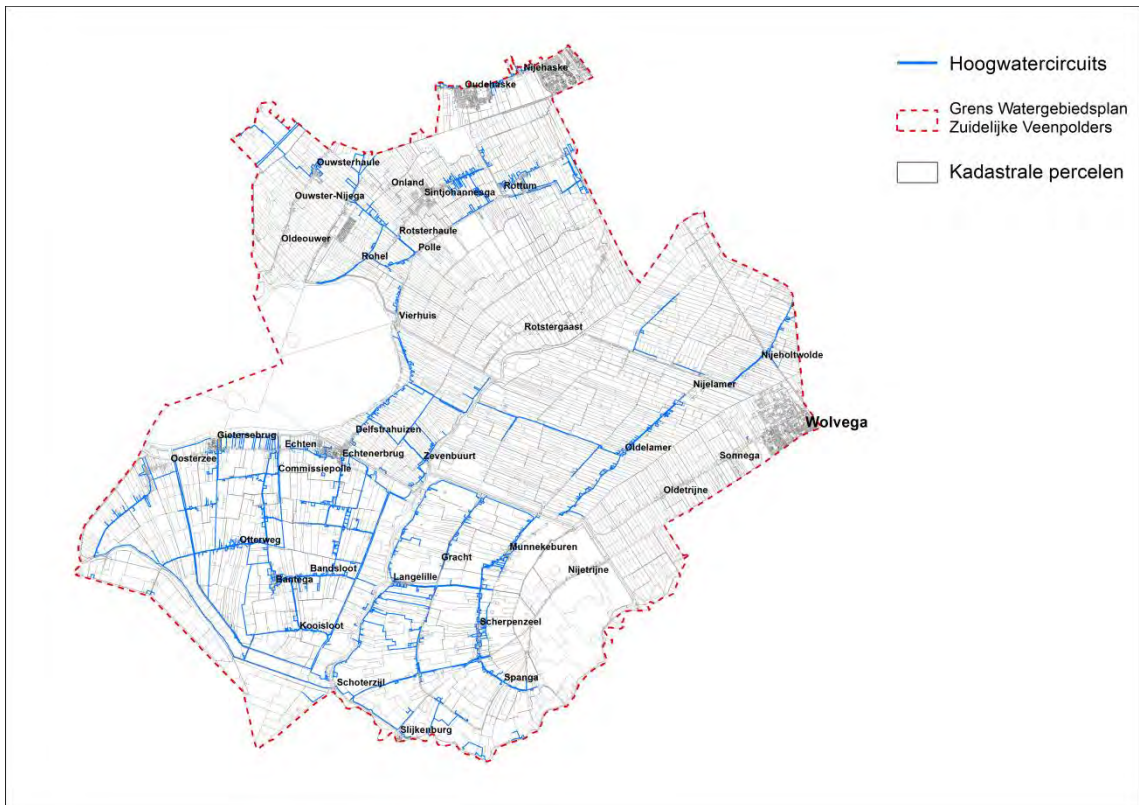 Hoogwatercircuits
Grens Watergebiedsplan
Zuidelijke Veenpolders
Kadastrale percelen
Nijehaske
Oudehaske
Ouwsterhaule
Onland
Sintjohannesga
Rottum
Ouwster-Nijega
Rotsterhaule
Oldeouwer
Polle
Rohel
Vierhuis
Rotstergaast
Nijeholtwolde
Nijelamer
Wolvega
Delfstrahuizen
Gietersebrug
Echten
Echtenerbrug
Zevenbuurt
Oldelamer
Sonnega
Oosterzee
Commissiepolle
Oldetrijne
Otterweg
Munnekeburen
Gracht
Bandsloot
Nijetrijne
Langelille
Bantega
Scherpenzeel
Kooisloot
Spanga
Schoterzijl
Slijkenburg